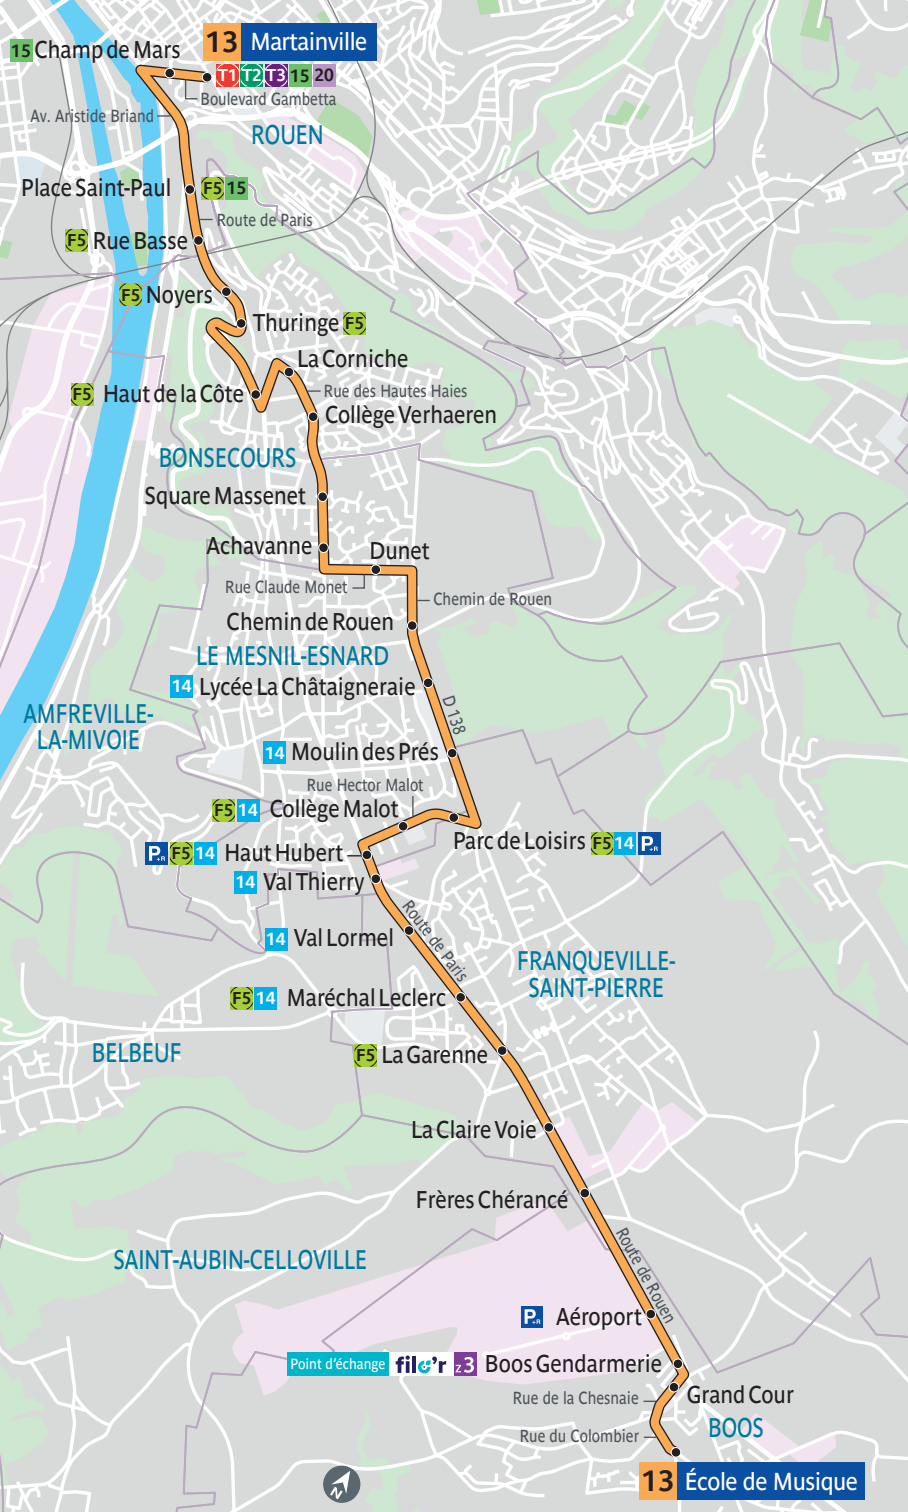 13 Martainville
15 Champ de Mars
T1 T2 T3 15 20
Boulevard Gambetta
Av. Aristide Briand
ROUEN
Place Saint-Paul F5 15
Route de Paris
F5 Rue Basse
F5 Noyers
Thuringe F5
La Corniche
Rue des Hautes Haies
F5 Haut de la Côte
Collège Verhaeren
BONSECOURS
Square Massenet
Achavanne
Dunet
Rue Claude Monet
Chemin de Rouen
Chemin de Rouen
LE MESNIL-ESNARD
14 Lycée La Châtaigneraie
D 138
AMFREVILLE-
LA-MIVOIE
14 Moulin des Prés
Rue Hector Malot
F5 14 Collège Malot
Parc de Loisirs F5 14 P+R
P+R F5 14 Haut Hubert
14 Val Thierry
Route de Paris
14 Val Lormel
FRANQUEVILLE-
SAINT-PIERRE
F5 14 Maréchal Leclerc
BELBEUF
F5 La Garenne
La Claire Voie
Frères Chérancé
SAINT-AUBIN-CELLOVILLE
Route de Rouen
P+R Aéroport
Point d'échange filo'r z3 Boos Gendarmerie
Rue de la Chesnaie
Grand Cour
BOOS
Rue du Colombier
N
13 École de Musique